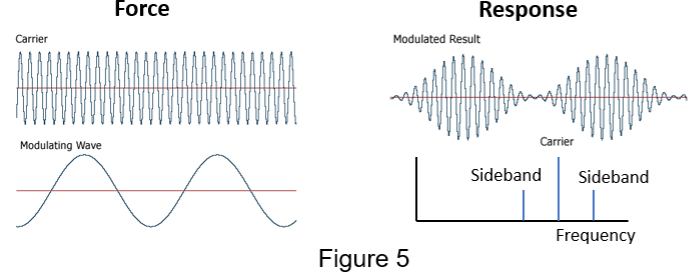 Force
Carrier
Modulating Wave
Response
Modulated Result
Carrier
Sideband
Sideband
Frequency
Figure 5